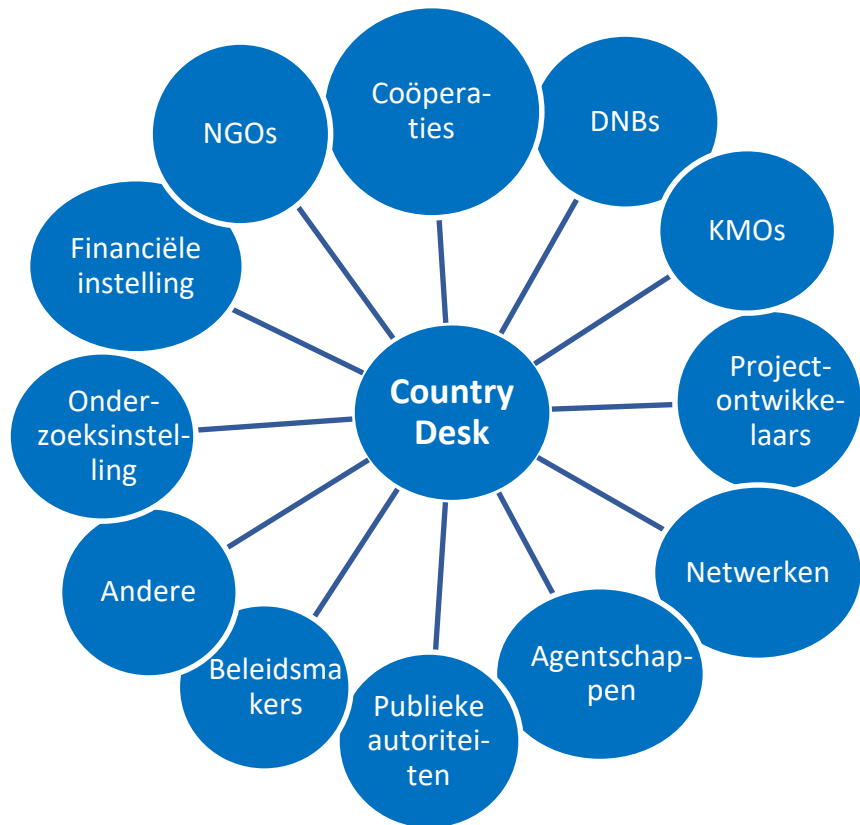 Coöpera-
ties
DNBs
NGOs
KMOs
Financiële
instelling
Country
Desk
Project-
ontwikke-
laars
Onder-
zoeksinstel-
ling
Netwerken
Andere
Agentschap-
pen
Beleidsma
kers
Publieke
autoritei-
ten